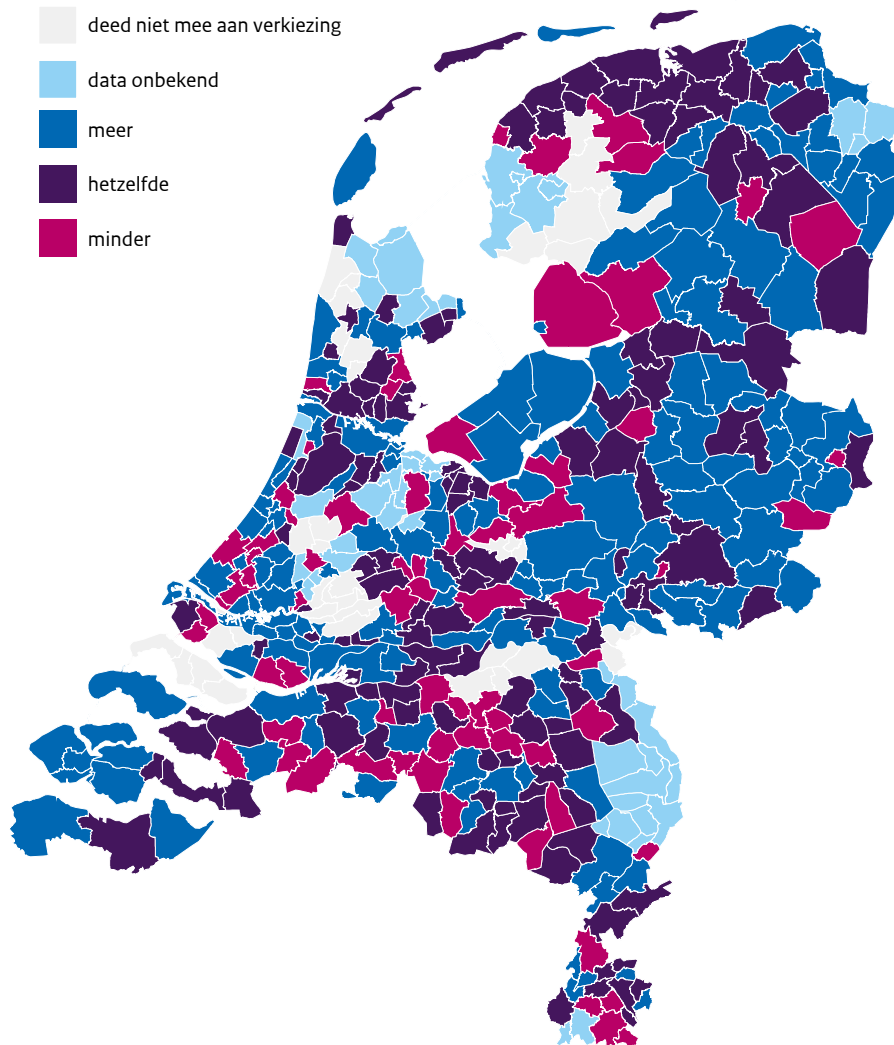 deed niet mee aan verkiezing
data onbekend
meer
hetzelfde
minder